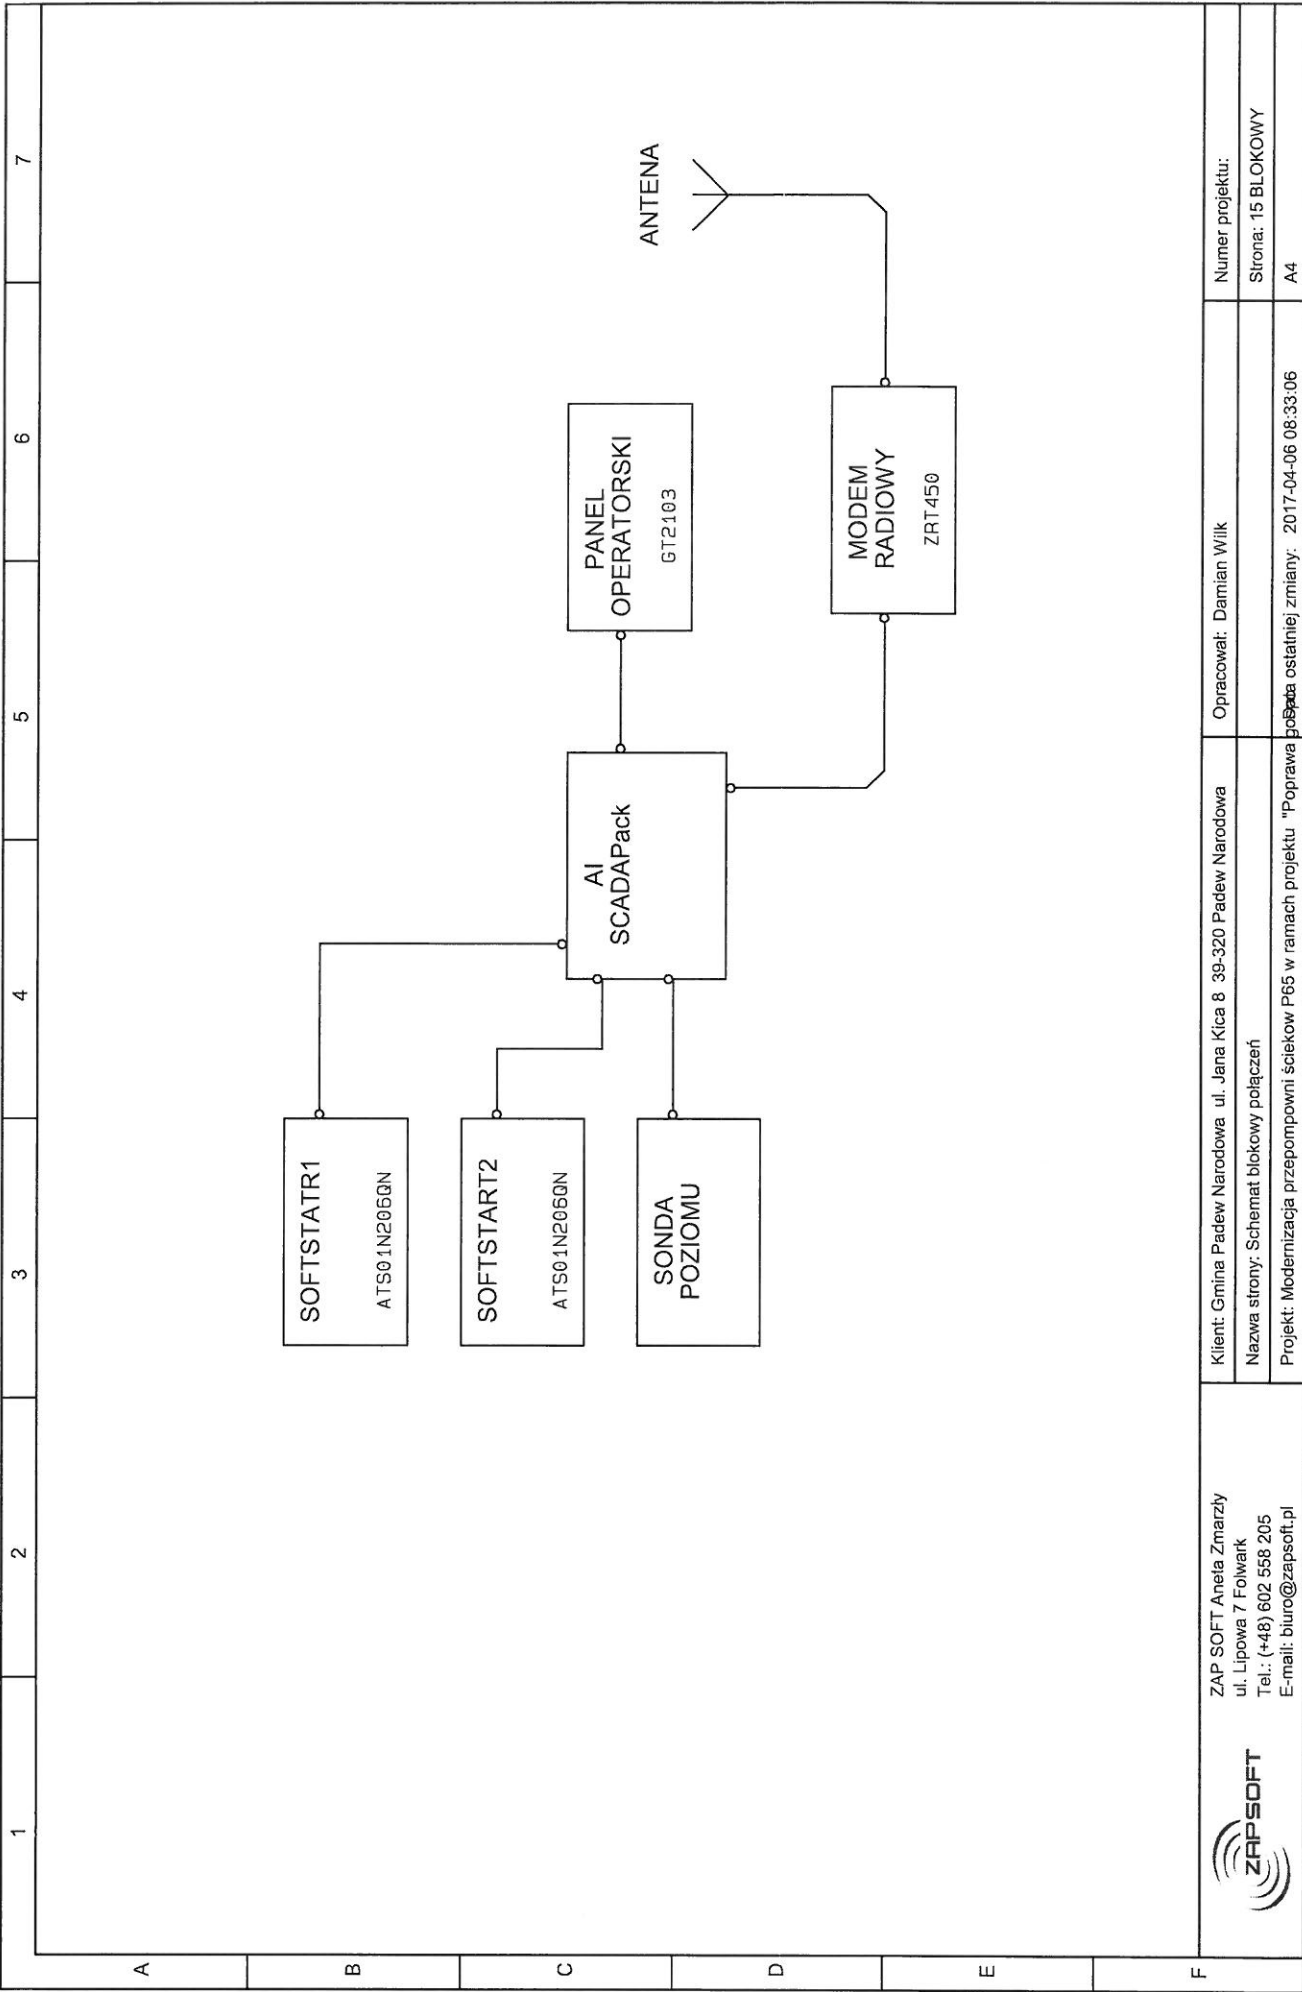 1
2
3
4
5
6
7
A
B
C
D
E
F
SOFTSTATR1
ATS01N206QN
SOFTSTART2
ATS01N206QN
SONDA
POZIOMU
AI
SCADAPack
PANEL
OPERATORSKI
GT2103
MODEM
RADIOWY
ZRT450
ANTENA
ZAPSOFT
ZAP SOFT Aneta Zmarzły
ul. Lipowa 7 Folwark
Tel.: (+48) 602 558 205
E-mail: biuro@zapsoft.pl
Klient: Gmina Padew Narodowa ul. Jana Kica 8 39-320 Padew Narodowa
Nazwa strony: Schemat blokowy połączeń
Projekt: Modernizacja przepompowni ściekow P65 w ramach projektu "Poprawa
Opracował: Damian Wilk
ostatniej zmiany: 2017-04-06 08:33:06
Numer projektu:
Strona: 15 BLOKOWY
A4